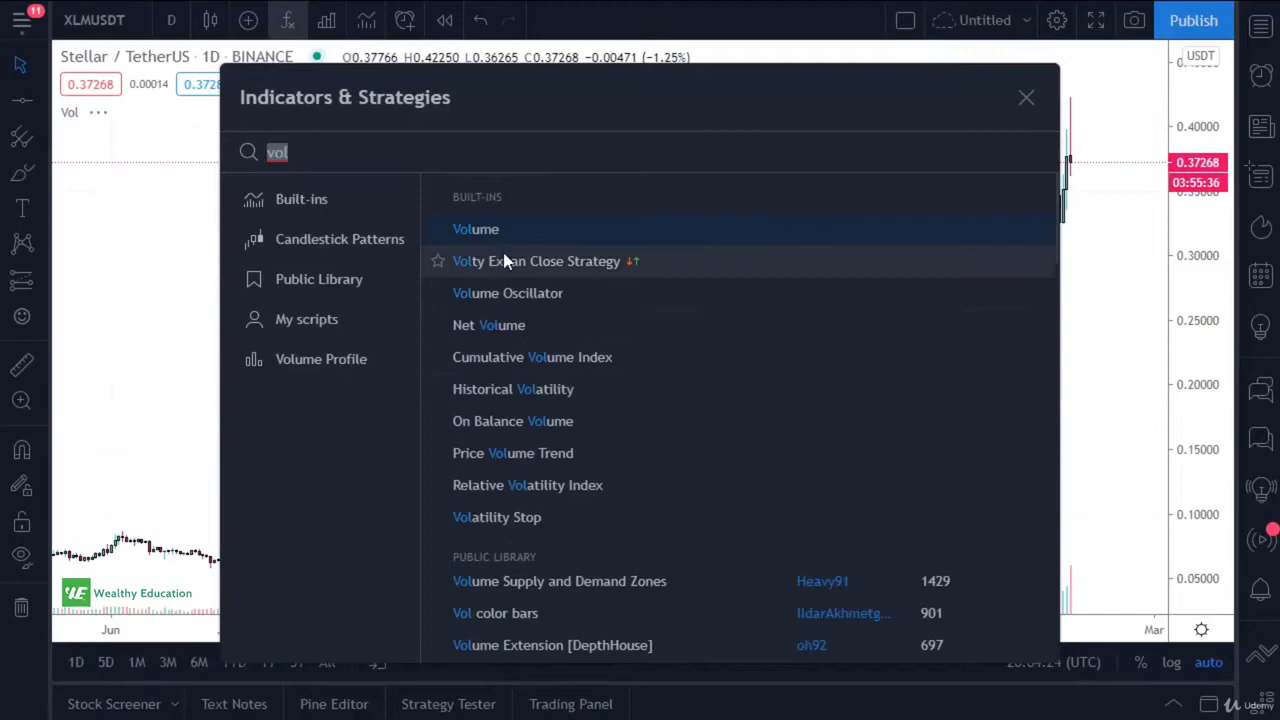 11
XLMUSDT
D
Untitled
Publish
Stellar / TetherUS · 1D · BINANCE
O0.37766 H0.42250 L0.36265 C0.37268 −0.00471 (−1.25%)
USDT
0.37268
0.00014
0.3728
Vol
Indicators & Strategies
vol
Built-ins
Candlestick Patterns
Public Library
My scripts
Volume Profile
BUILT-INS
Volume
Volty Expan Close Strategy
Volume Oscillator
Net Volume
Cumulative Volume Index
Historical Volatility
On Balance Volume
Price Volume Trend
Relative Volatility Index
Volatility Stop
PUBLIC LIBRARY
Volume Supply and Demand Zones Heavy91 1429
Vol color bars IldarAkhmetg... 901
Volume Extension [DepthHouse] oh92 697
0.40000
0.37268
03:55:36
0.30000
0.25000
0.20000
0.15000
0.10000
0.05000
Wealthy Education
Jun
Mar
1D 5D 1M 3M 6M
(UTC)
% log auto
Stock Screener
Text Notes
Pine Editor
Strategy Tester
Trading Panel
Udemy